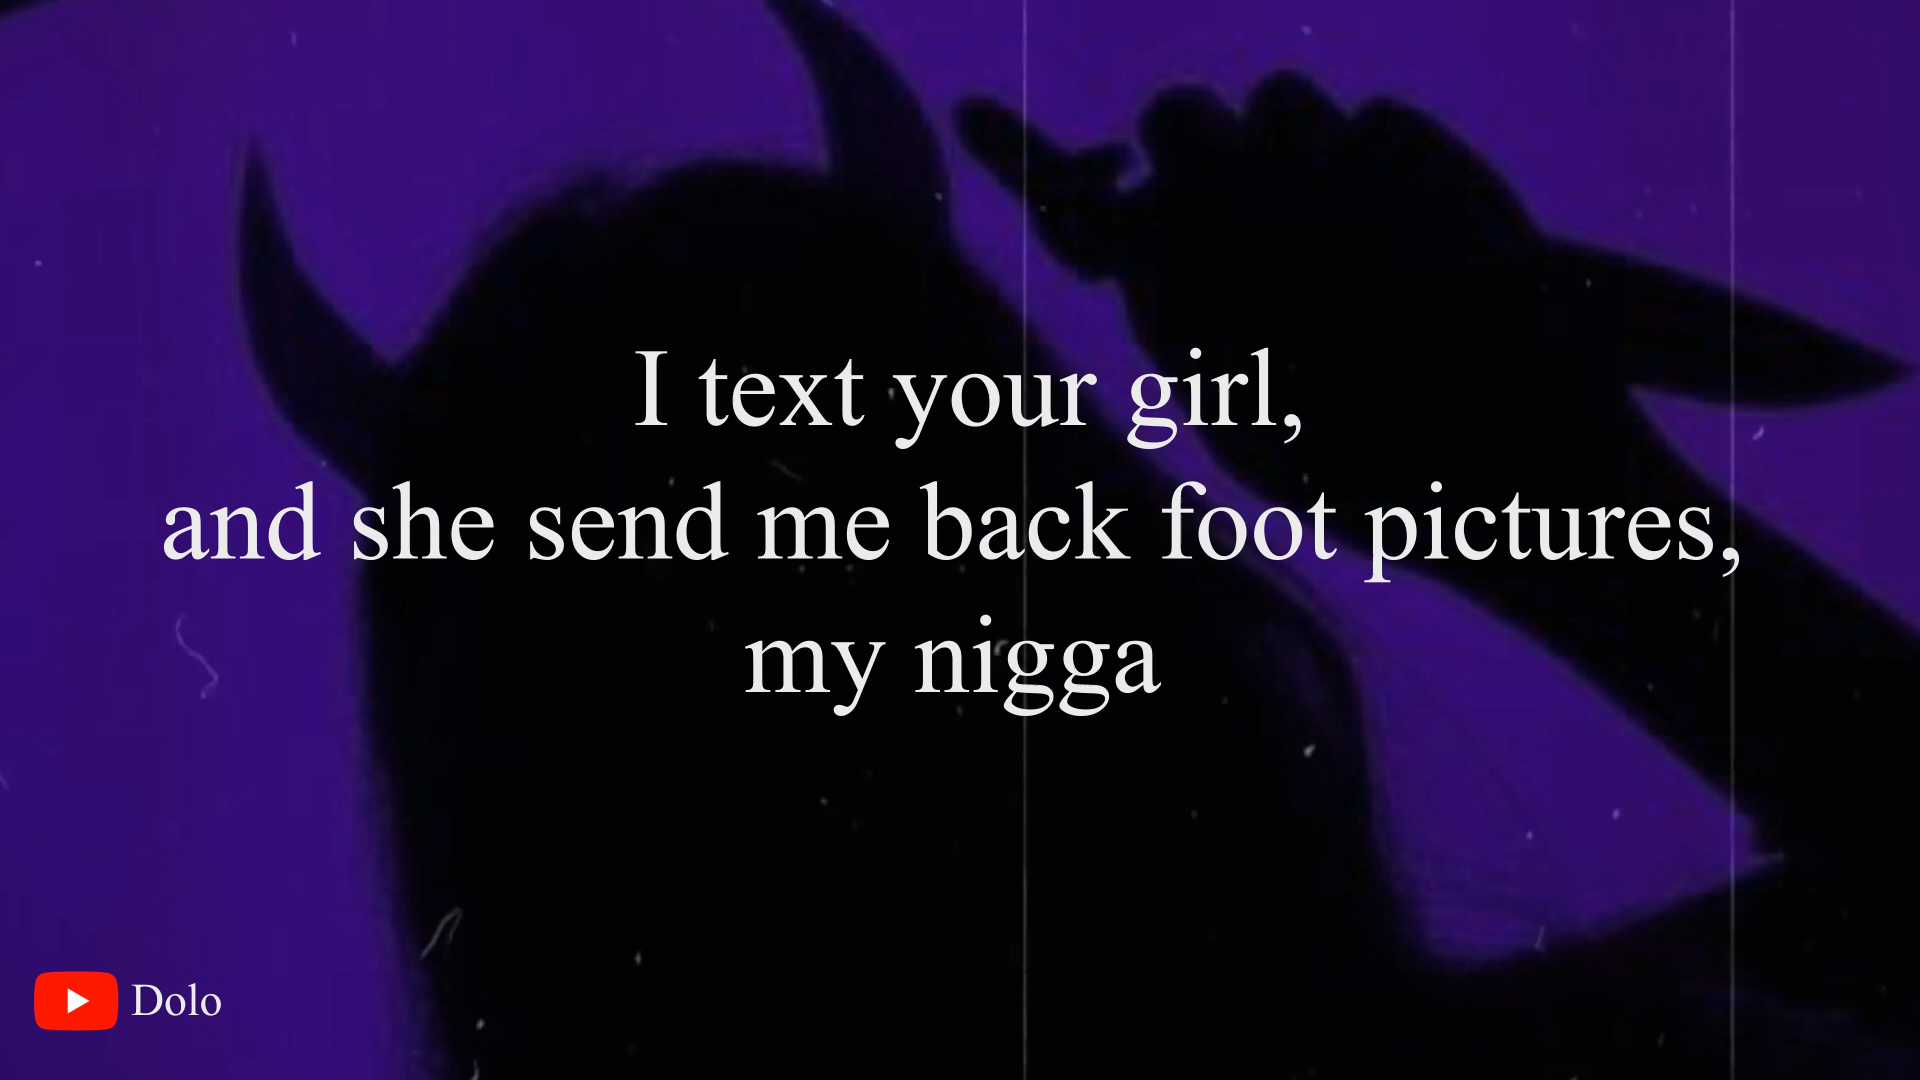 I text your girl,
and she send me back foot pictures,
my nigga
Dolo